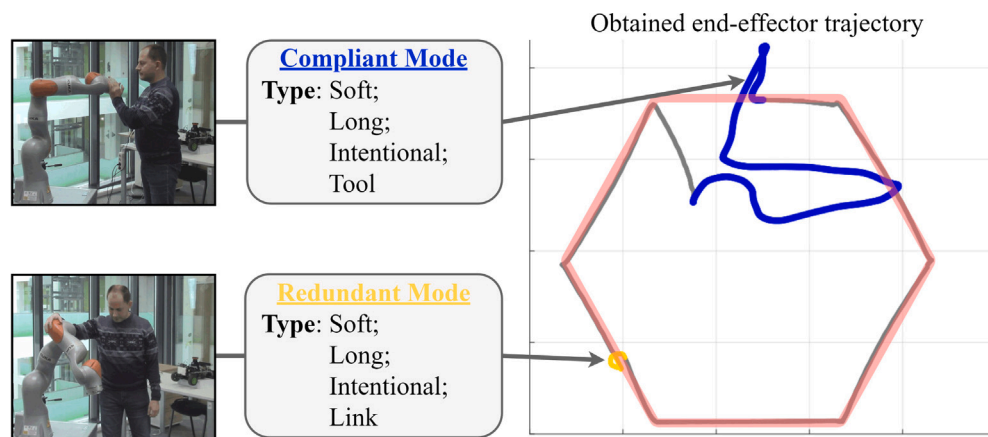 Obtained end-effector trajectory
Compliant Mode
Type: Soft;
Long;
Intentional;
Tool
Redundant Mode
Type: Soft;
Long;
Intentional;
Link